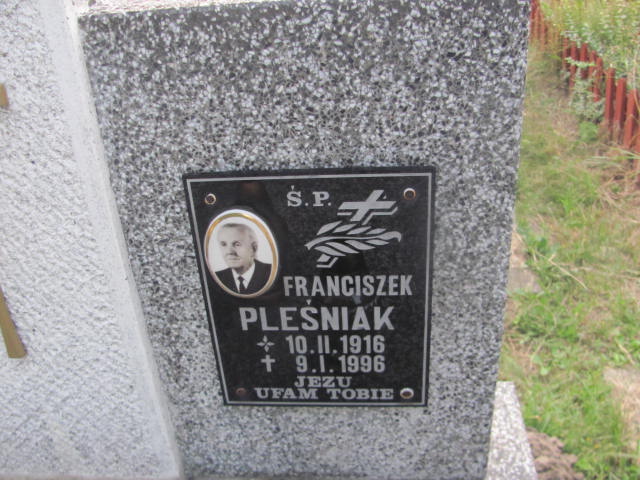 Ś.P.
FRANCISZEK
PLEŚNIAK
10.II.1916
9.I.1996
JEZU
UFAM TOBIE